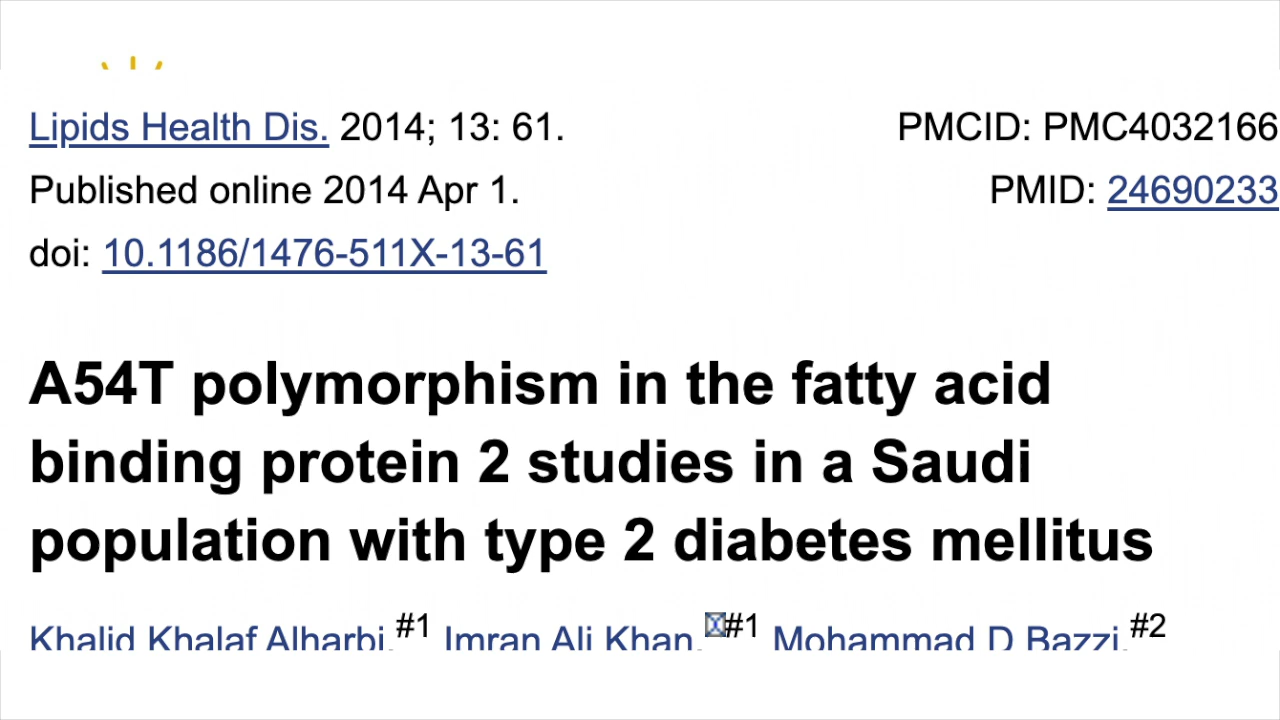 Lipids Health Dis. 2014; 13: 61. PMCID: PMC4032166
Published online 2014 Apr 1. PMID: 24690233
doi: 10.1186/1476-511X-13-61
A54T polymorphism in the fatty acid
binding protein 2 studies in a Saudi
population with type 2 diabetes mellitus
Khalid Khalaf Alharbi,#1 Imran Ali Khan,#1 Mohammad D Bazzi,#2